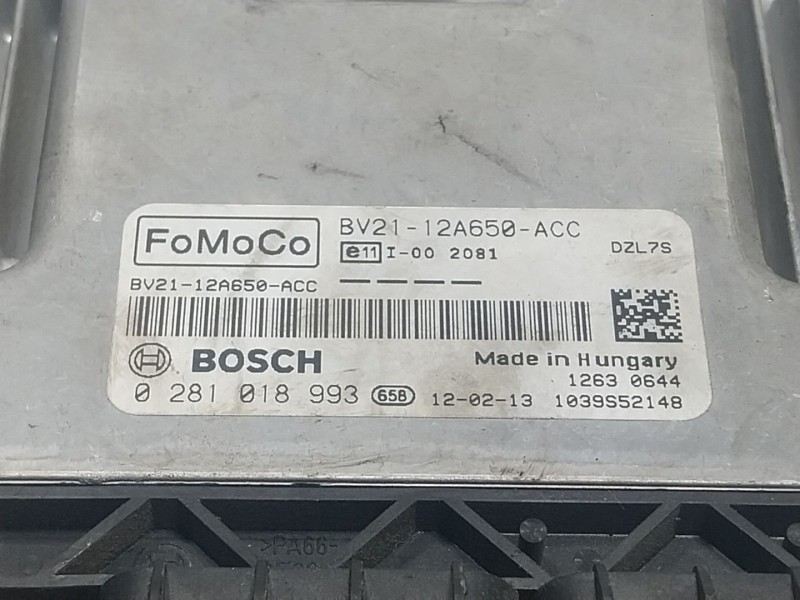 FoMoCo
BV21-12A650-ACC
e11 I-00 2081
DZL7S
BV21-12A650-ACC — — — —
BOSCH
Made in Hungary
1263 0644
0 281 018 993 658 12-02-13 1039S52148
>PA66-